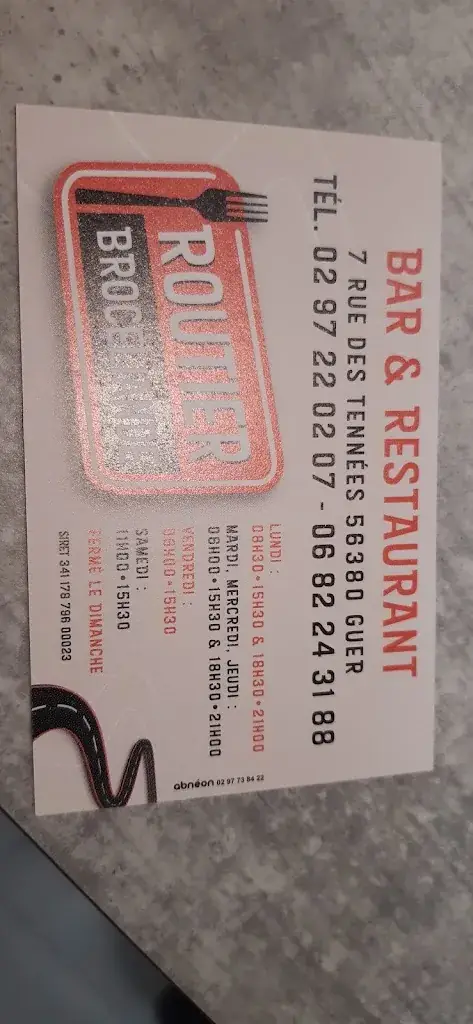 BAR & RESTAURANT
7 RUE DES TENNÉES 56380 GUER
TÉL. 02 97 22 02 07 - 06 82 24 31 88
ROUTIER
BROCÉLIANDE
LUNDI :
08H30•15H30 & 18H30•21H00
MARDI, MERCREDI, JEUDI :
06H00•15H30 & 18H30•21H00
VENDREDI :
06H00•15H30
SAMEDI :
11H00•15H30
FERMÉ LE DIMANCHE
SIRET 341 178 796 00023
abnéon 02 97 73 84 22